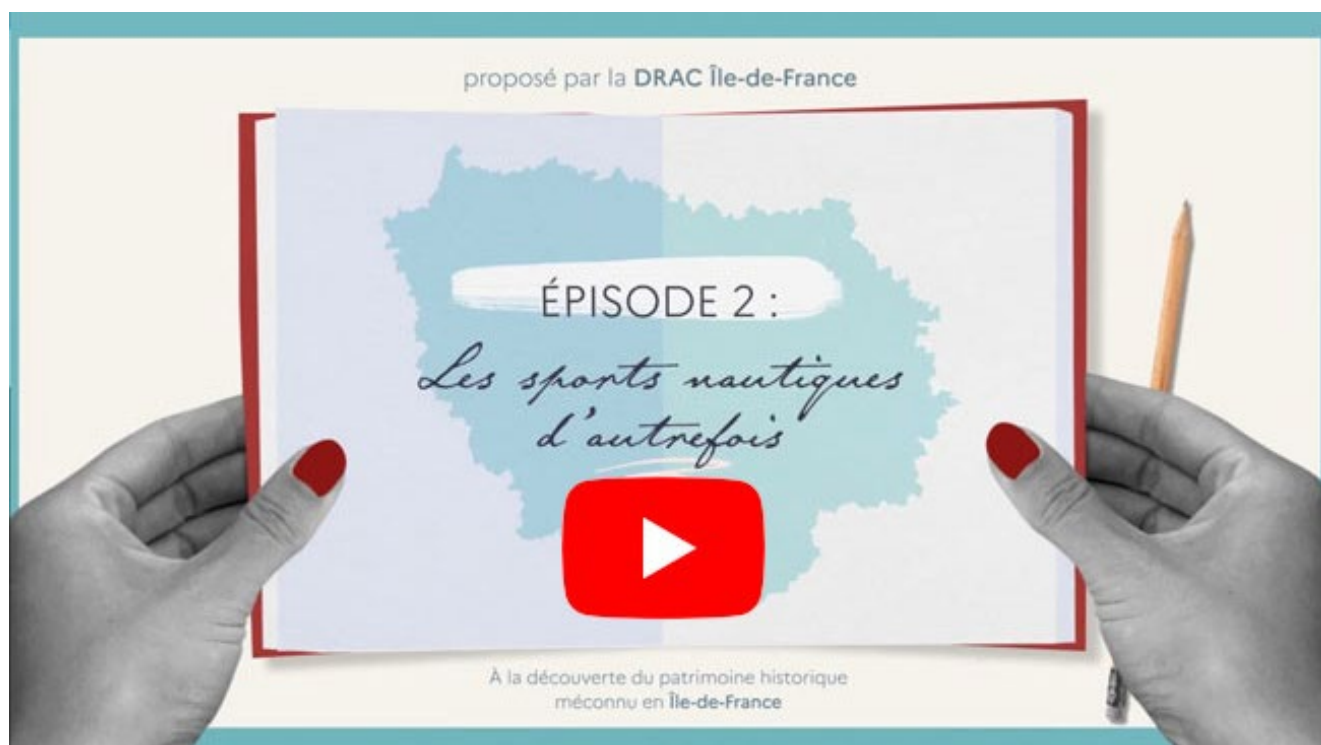 proposé par la DRAC Île-de-France
ÉPISODE 2 :
Les sports nautiques
d'autrefois
À la découverte du patrimoine historique
méconnu en Île-de-France